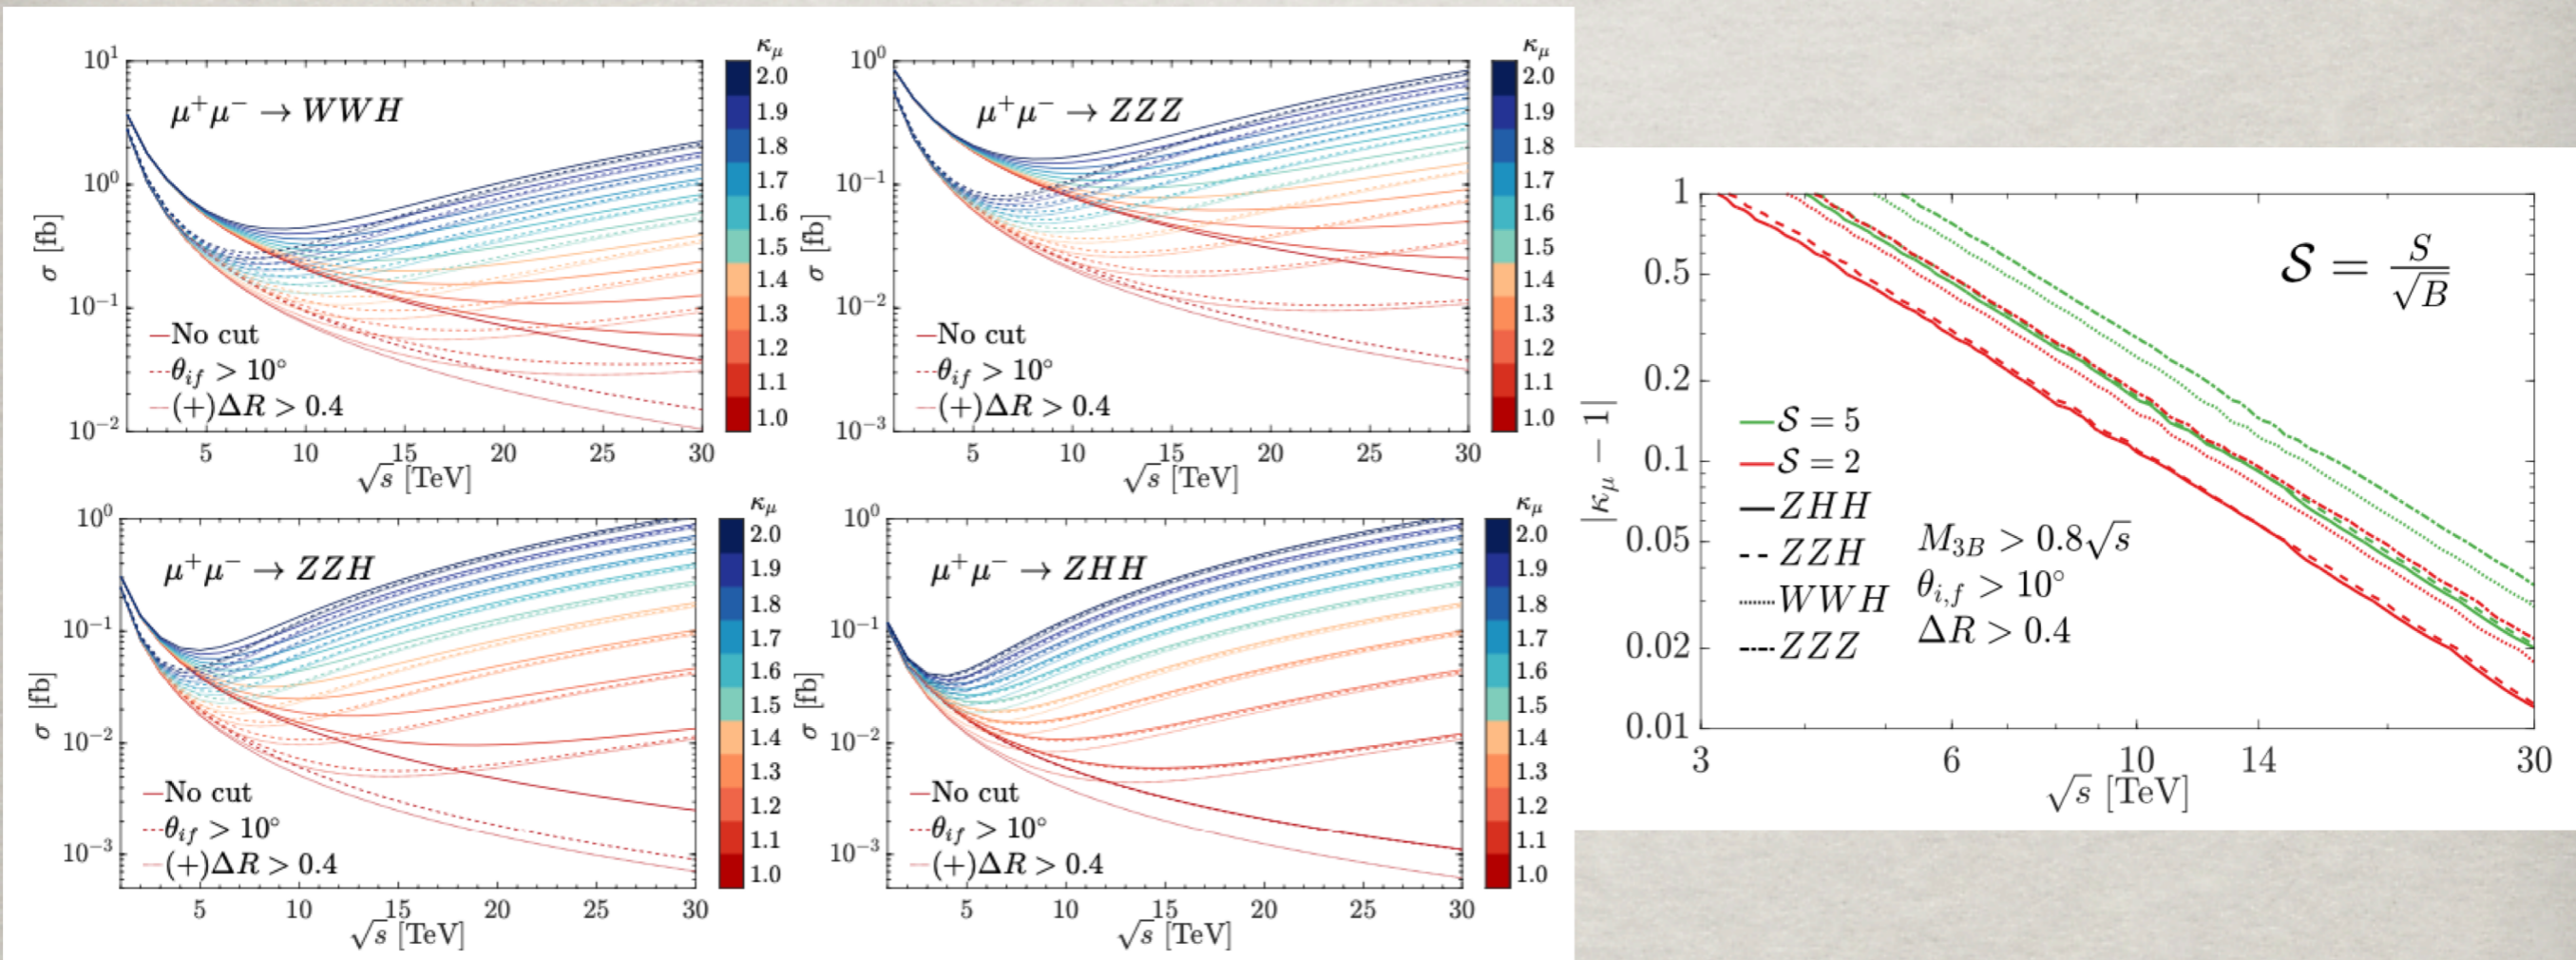 μ⁺μ⁻ → WWH
σ [fb]
10¹
10⁰
10⁻¹
10⁻²
—No cut
---θ_if > 10°
—(+)ΔR > 0.4
5 10 15 20 25 30
√s [TeV]
κ_μ
2.0
1.9
1.8
1.7
1.6
1.5
1.4
1.3
1.2
1.1
1.0
μ⁺μ⁻ → ZZZ
σ [fb]
10⁰
10⁻¹
10⁻²
10⁻³
—No cut
---θ_if > 10°
—(+)ΔR > 0.4
5 10 15 20 25 30
√s [TeV]
κ_μ
2.0
1.9
1.8
1.7
1.6
1.5
1.4
1.3
1.2
1.1
1.0
μ⁺μ⁻ → ZZH
σ [fb]
10⁰
10⁻¹
10⁻²
10⁻³
—No cut
---θ_if > 10°
—(+)ΔR > 0.4
5 10 15 20 25 30
√s [TeV]
κ_μ
2.0
1.9
1.8
1.7
1.6
1.5
1.4
1.3
1.2
1.1
1.0
μ⁺μ⁻ → ZHH
σ [fb]
10⁰
10⁻¹
10⁻²
10⁻³
—No cut
---θ_if > 10°
—(+)ΔR > 0.4
5 10 15 20 25 30
√s [TeV]
κ_μ
2.0
1.9
1.8
1.7
1.6
1.5
1.4
1.3
1.2
1.1
1.0
𝒮 = S/√B
|κ_μ − 1|
1
0.5
0.2
0.1
0.05
0.02
0.01
𝒮 = 5
𝒮 = 2
ZHH
ZZH
WWH
ZZZ
M_3B > 0.8√s
θ_i,f > 10°
ΔR > 0.4
3 6 10 14 30
√s [TeV]